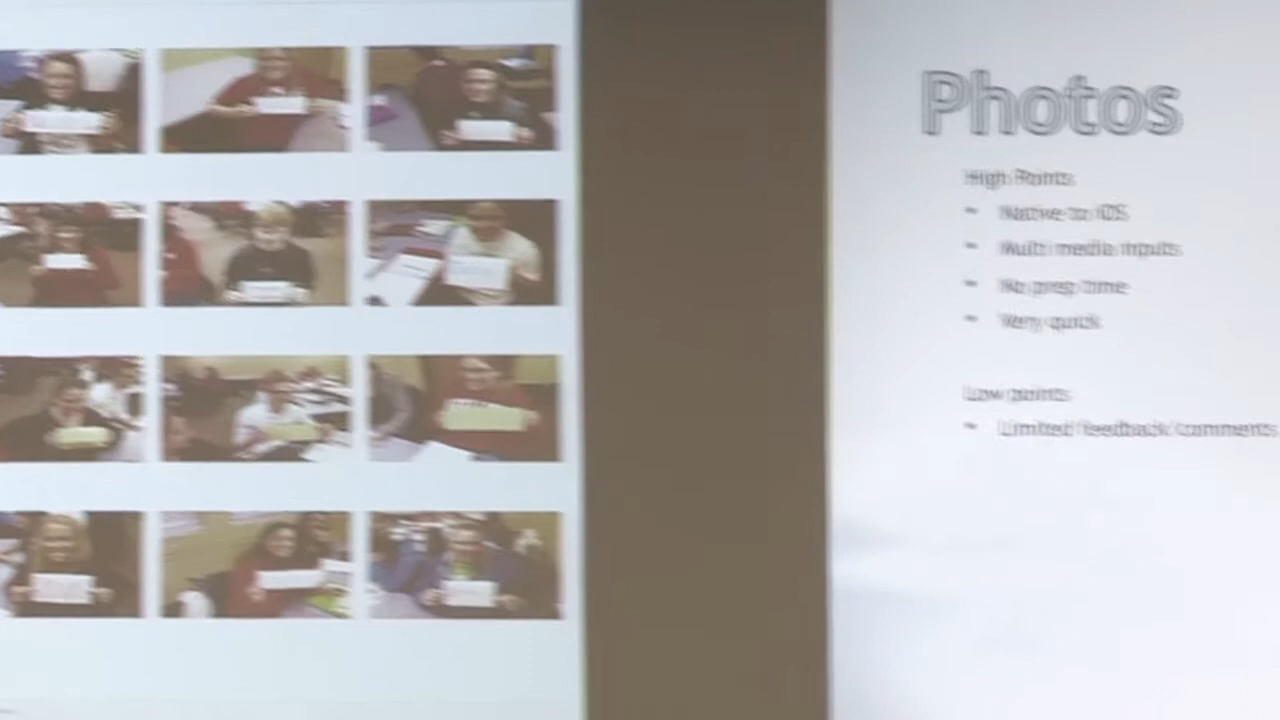 Photos
High Points
- Native to iOS
- Multi media inputs
- No prep time
- Very quick
Low points
- Limited feedback/comments